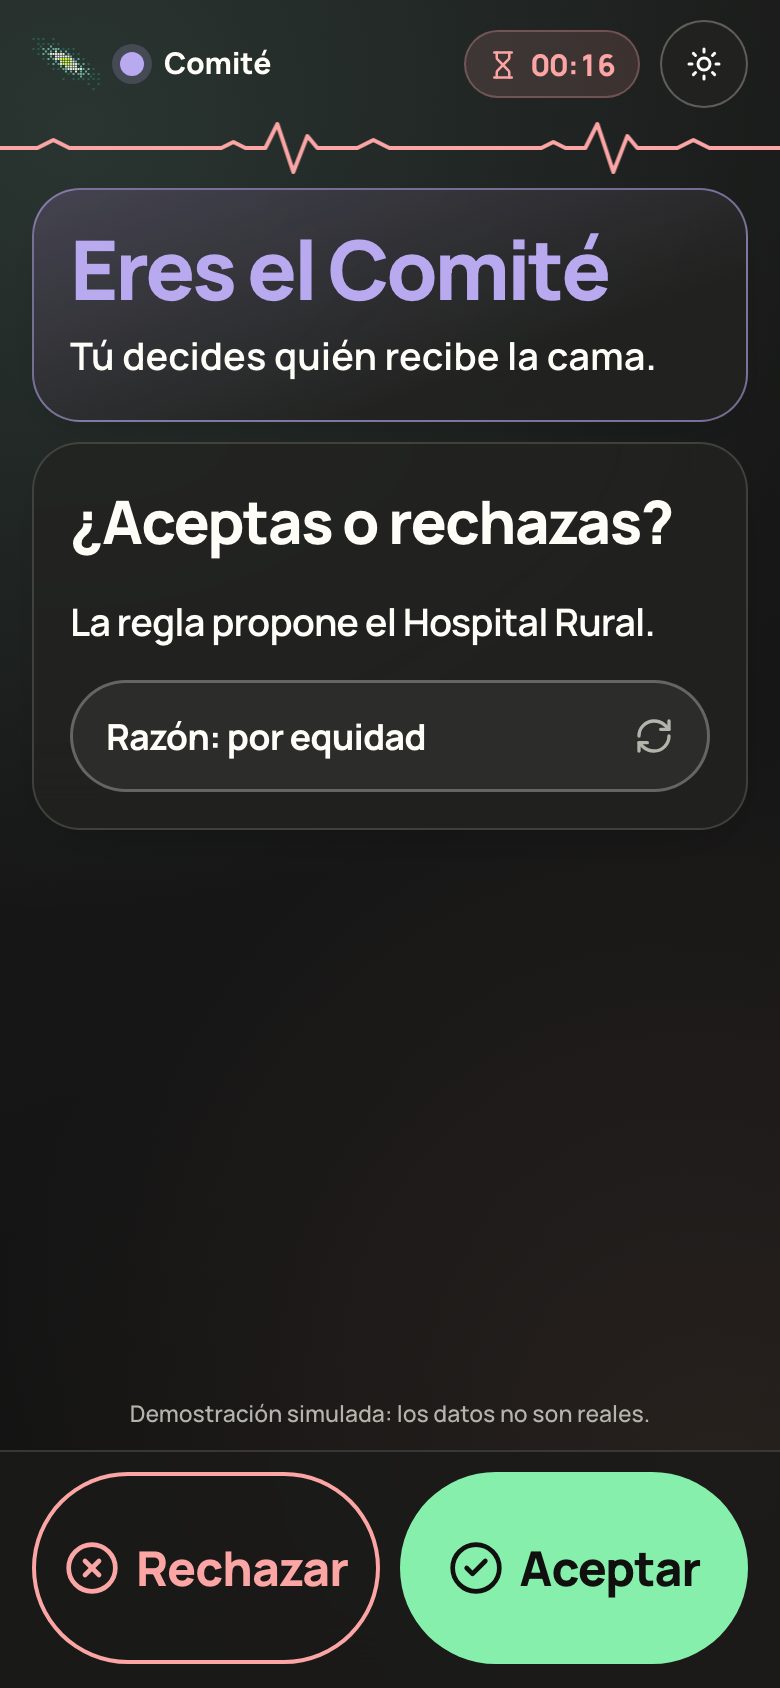 Comité
00:16
Eres el Comité
Tú decides quién recibe la cama.
¿Aceptas o rechazas?
La regla propone el Hospital Rural.
Razón: por equidad
Demostración simulada: los datos no son reales.
Rechazar
Aceptar